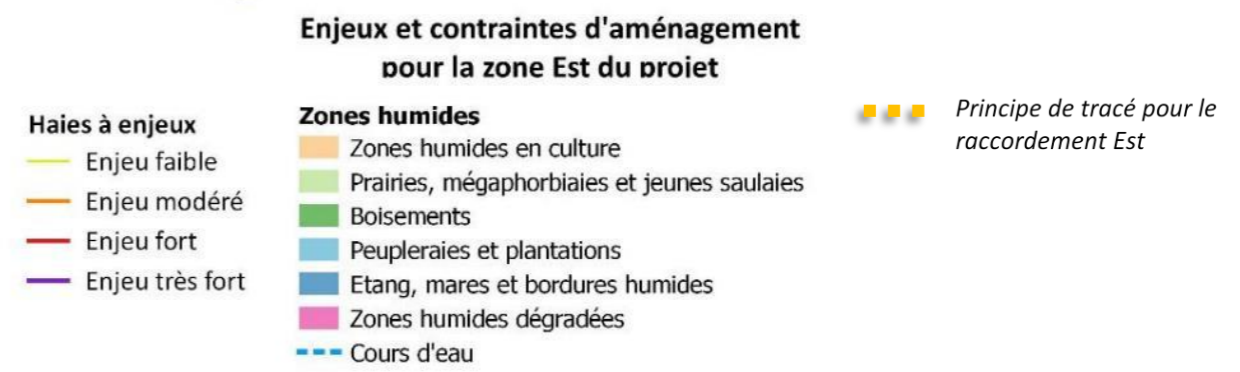 Enjeux et contraintes d'aménagement
pour la zone Est du projet
Haies à enjeux
Enjeu faible
Enjeu modéré
Enjeu fort
Enjeu très fort
Zones humides
Zones humides en culture
Prairies, mégaphorbiaies et jeunes saulaies
Boisements
Peupleraies et plantations
Etang, mares et bordures humides
Zones humides dégradées
Cours d'eau
Principe de tracé pour le
raccordement Est